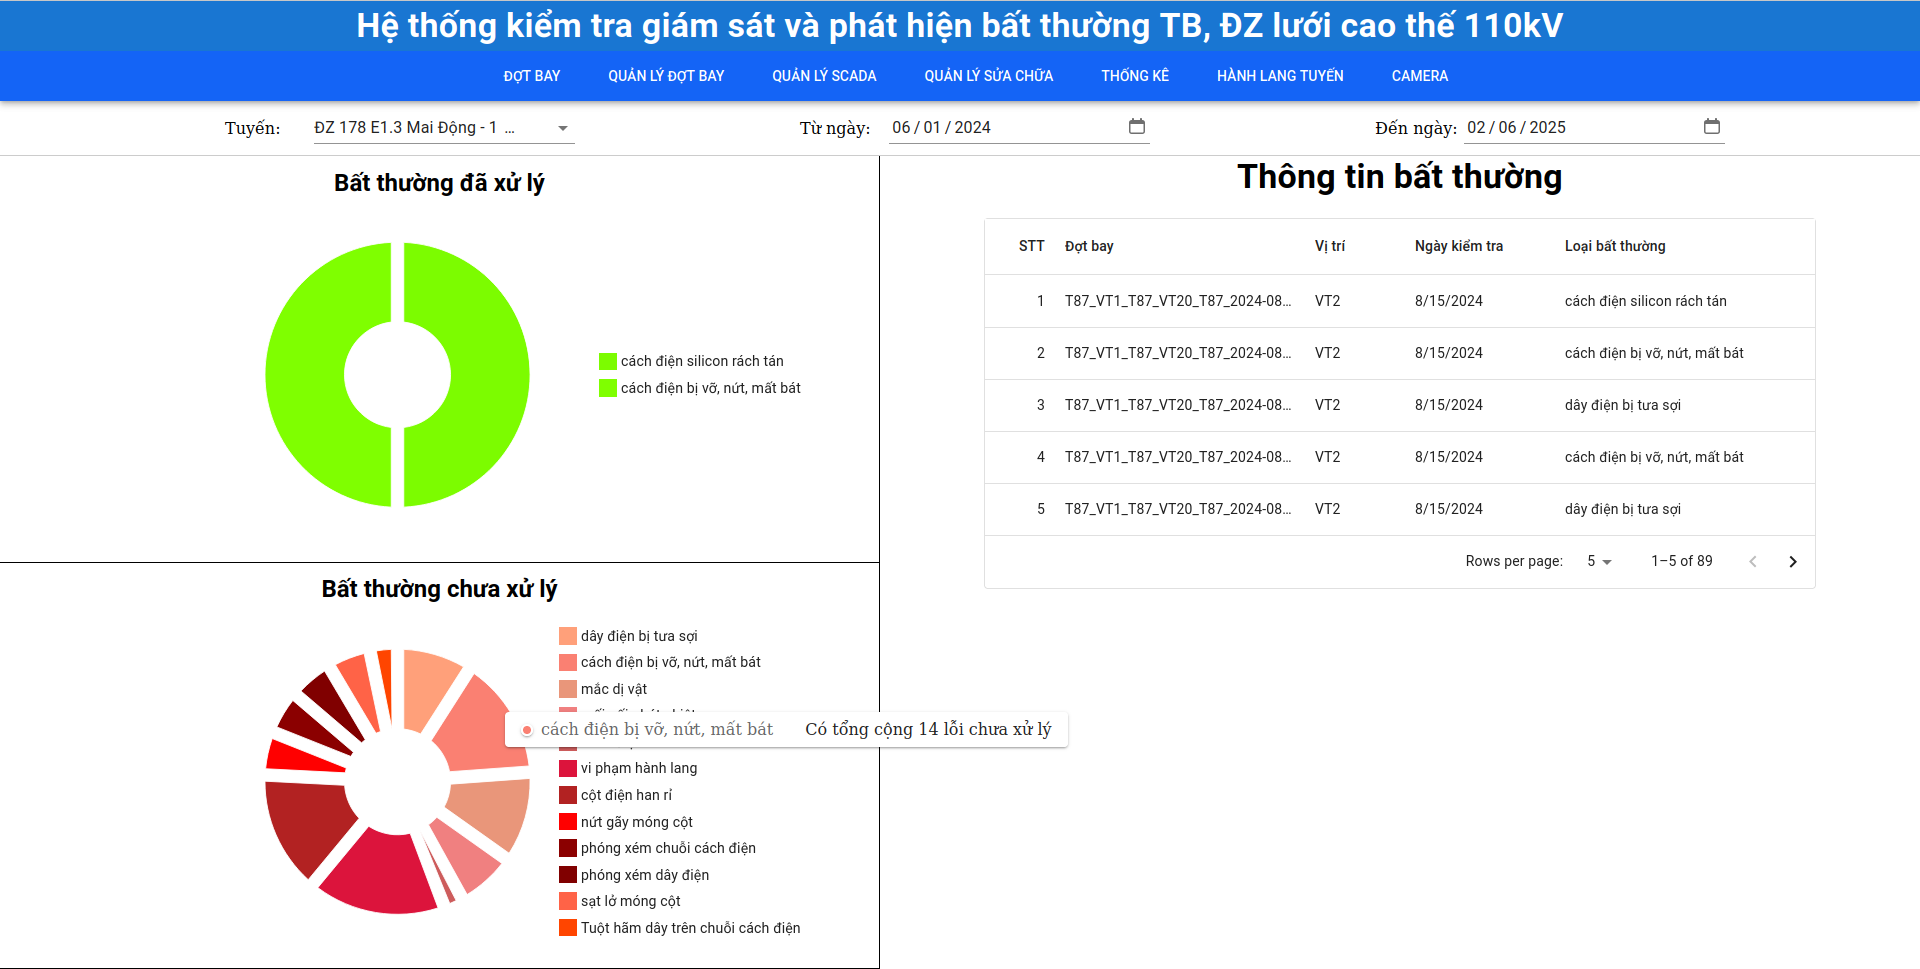 Hệ thống kiểm tra giám sát và phát hiện bất thường TB, ĐZ lưới cao thế 110kV
ĐỢT BAY QUẢN LÝ ĐỢT BAY QUẢN LÝ SCADA QUẢN LÝ SỬA CHỮA THỐNG KÊ HÀNH LANG TUYẾN CAMERA
Tuyến: ĐZ 178 E1.3 Mai Động - 1 ... Từ ngày: 06 / 01 / 2024 Đến ngày: 02 / 06 / 2025
Bất thường đã xử lý
cách điện silicon rách tán
cách điện bị vỡ, nứt, mất bát
Bất thường chưa xử lý
dây điện bị tưa sợi
cách điện bị vỡ, nứt, mất bát
mắc dị vật
cách điện bị vỡ, nứt, mất bát Có tổng cộng 14 lỗi chưa xử lý
vi phạm hành lang
cột điện han rỉ
nứt gãy móng cột
phóng xém chuỗi cách điện
phóng xém dây điện
sạt lở móng cột
Tuột hãm dây trên chuỗi cách điện
Thông tin bất thường
STT Đợt bay Vị trí Ngày kiểm tra Loại bất thường
1 T87_VT1_T87_VT20_T87_2024-08... VT2 8/15/2024 cách điện silicon rách tán
2 T87_VT1_T87_VT20_T87_2024-08... VT2 8/15/2024 cách điện bị vỡ, nứt, mất bát
3 T87_VT1_T87_VT20_T87_2024-08... VT2 8/15/2024 dây điện bị tưa sợi
4 T87_VT1_T87_VT20_T87_2024-08... VT2 8/15/2024 cách điện bị vỡ, nứt, mất bát
5 T87_VT1_T87_VT20_T87_2024-08... VT2 8/15/2024 dây điện bị tưa sợi
Rows per page: 5 1–5 of 89